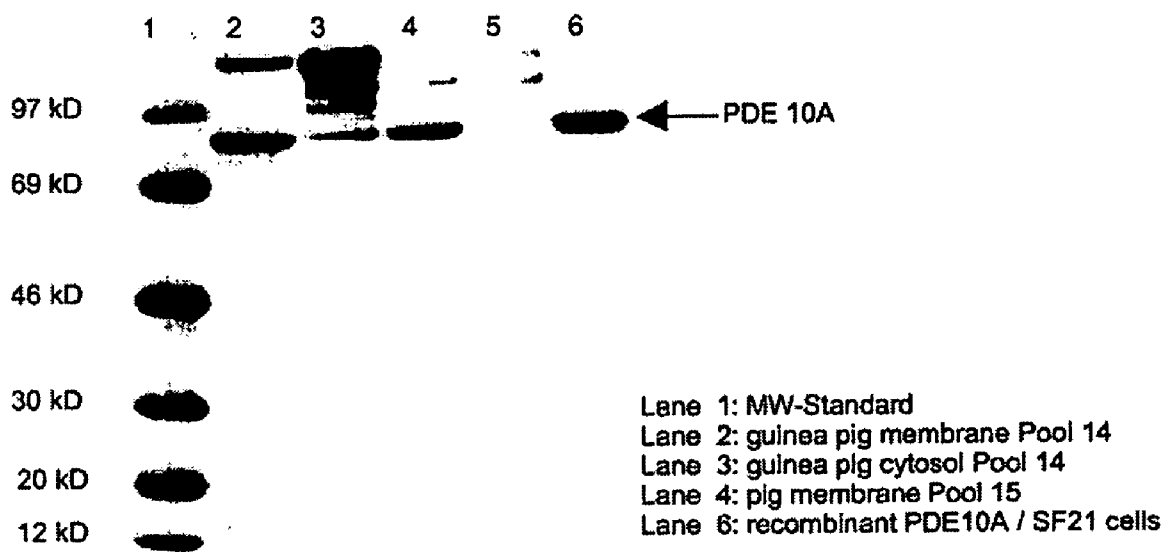 1 2 3 4 5 6
97 kD
PDE 10A
69 kD
46 kD
30 kD
20 kD
12 kD
Lane 1: MW-Standard
Lane 2: guinea pig membrane Pool 14
Lane 3: guinea pig cytosol Pool 14
Lane 4: pig membrane Pool 15
Lane 6: recombinant PDE10A / SF21 cells